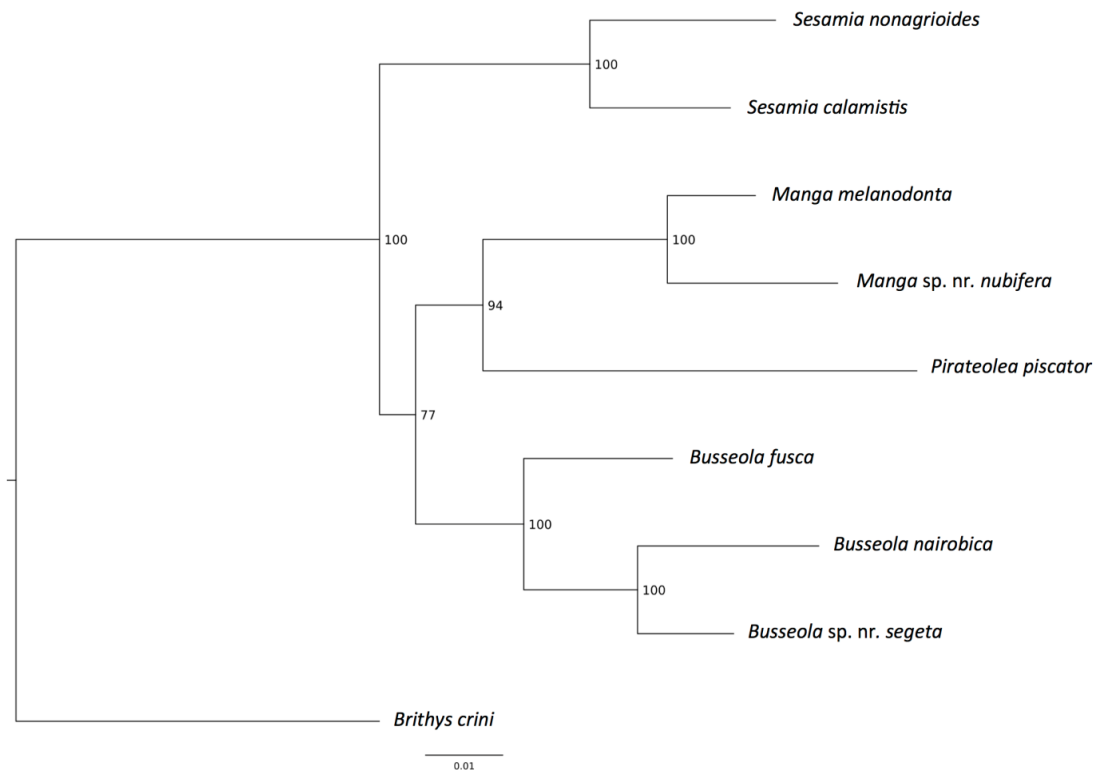 Sesamia nonagrioides
100
Sesamia calamistis
Manga melanodonta
100
100
Manga sp. nr. nubifera
94
Pirateolea piscator
77
Busseola fusca
100
Busseola nairobica
100
Busseola sp. nr. segeta
Brithys crini
0.01